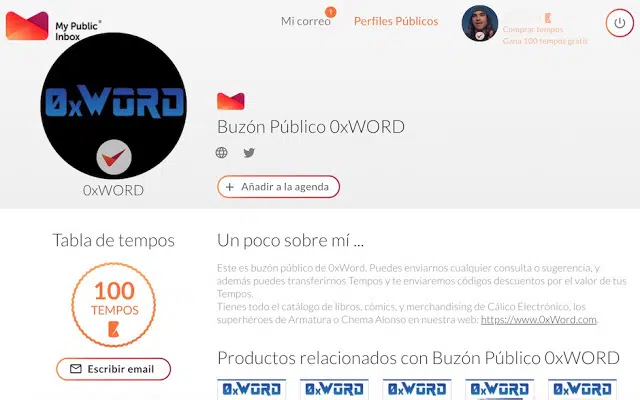 My Public®
Inbox
Mi correo
1
Perfiles Públicos
Comprar tempos
Gana 100 tempos gratis
0xWORD
Buzón Público 0xWORD
0xWORD
+ Añadir a la agenda
Tabla de tempos
100
TEMPOS
Escribir email
Un poco sobre mí ...
Este es buzón público de 0xWord. Puedes enviarnos cualquier consulta o sugerencia, y
además puedes transferirnos Tempos y te enviaremos códigos descuentos por el valor de tus
Tempos.
Tienes todo el catálogo de libros, cómics, y merchandising de Cálico Electrónico, los
superhéroes de Armatura o Chema Alonso en nuestra web: https://www.0xWord.com.
Productos relacionados con Buzón Público 0xWORD
0xWORD
0xWORD
0xWORD
0xWORD
0xWORD